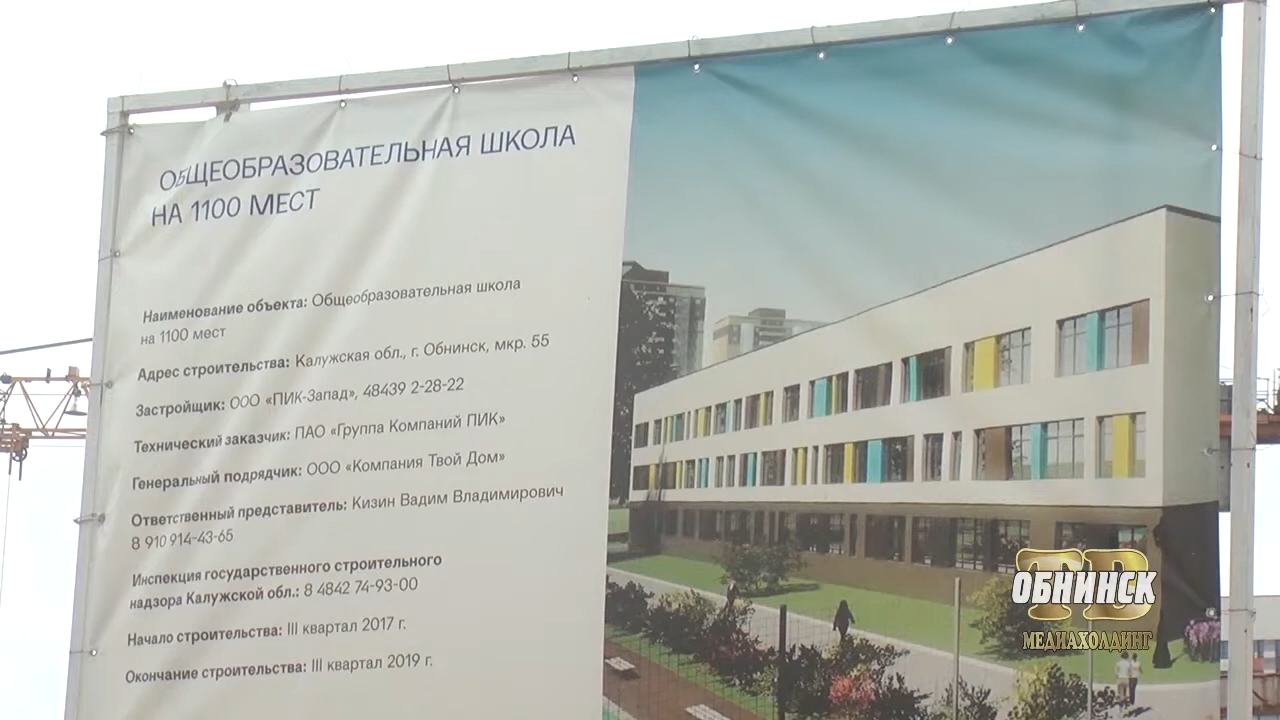 ОБЩЕОБРАЗОВАТЕЛЬНАЯ ШКОЛА
НА 1100 МЕСТ
Наименование объекта: Общеобразовательная школа
на 1100 мест
Адрес строительства: Калужская обл., г. Обнинск, мкр. 55
Застройщик: ООО «ПИК-Запад», 48439 2-28-22
Технический заказчик: ПАО «Группа Компаний ПИК»
Генеральный подрядчик: ООО «Компания Твой Дом»
Ответственный представитель: Кизин Вадим Владимирович
8 910 914-43-65
Инспекция государственного строительного
надзора Калужской обл.: 8 4842 74-93-00
Начало строительства: III квартал 2017 г.
Окончание строительства: III квартал 2019 г.
ТВ
ОБНИНСК
МЕДИАХОЛДИНГ